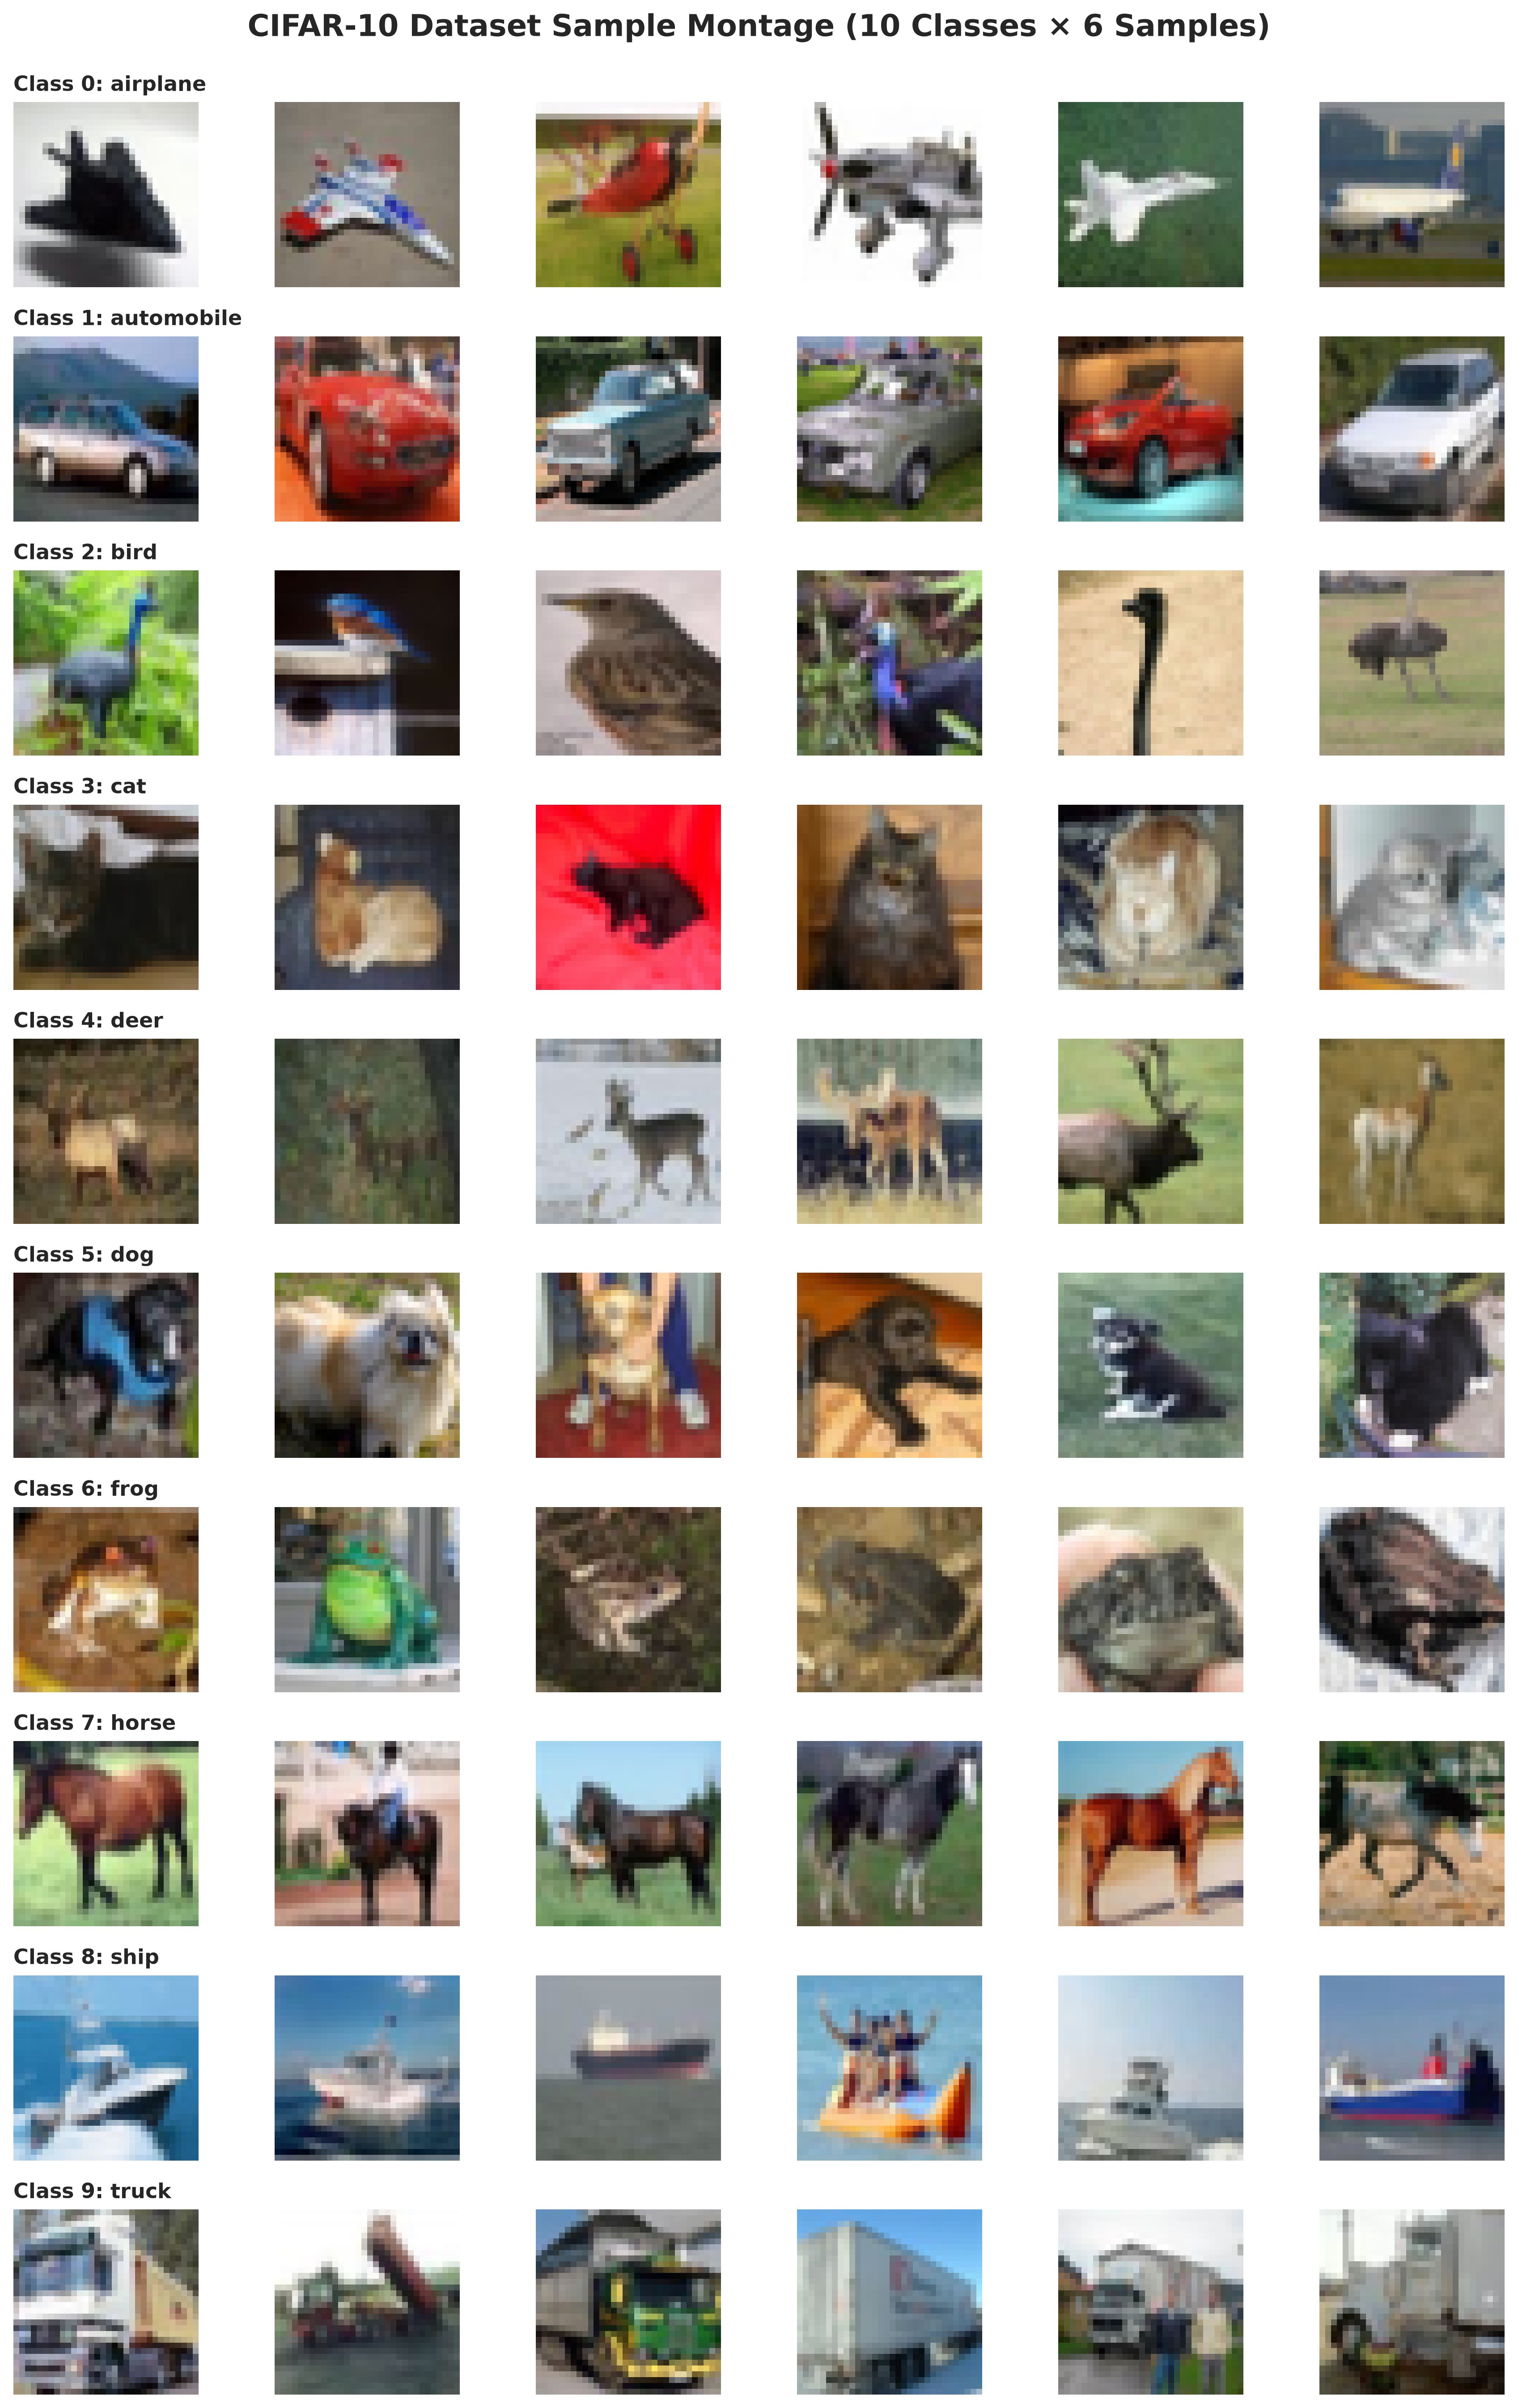 CIFAR-10 Dataset Sample Montage (10 Classes × 6 Samples)
Class 0: airplane
Class 1: automobile
Class 2: bird
Class 3: cat
Class 4: deer
Class 5: dog
Class 6: frog
Class 7: horse
Class 8: ship
Class 9: truck